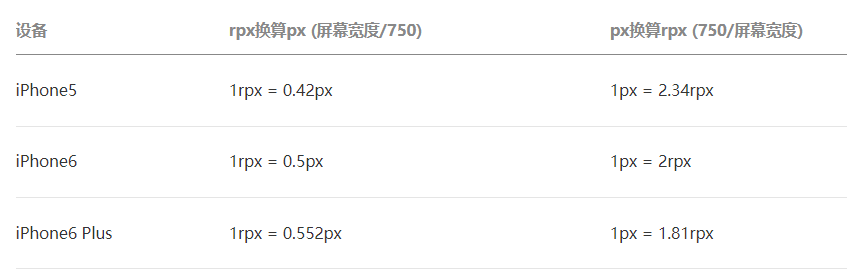 设备 rpx换算px (屏幕宽度/750) px换算rpx (750/屏幕宽度)
iPhone5 1rpx = 0.42px 1px = 2.34rpx
iPhone6 1rpx = 0.5px 1px = 2rpx
iPhone6 Plus 1rpx = 0.552px 1px = 1.81rpx